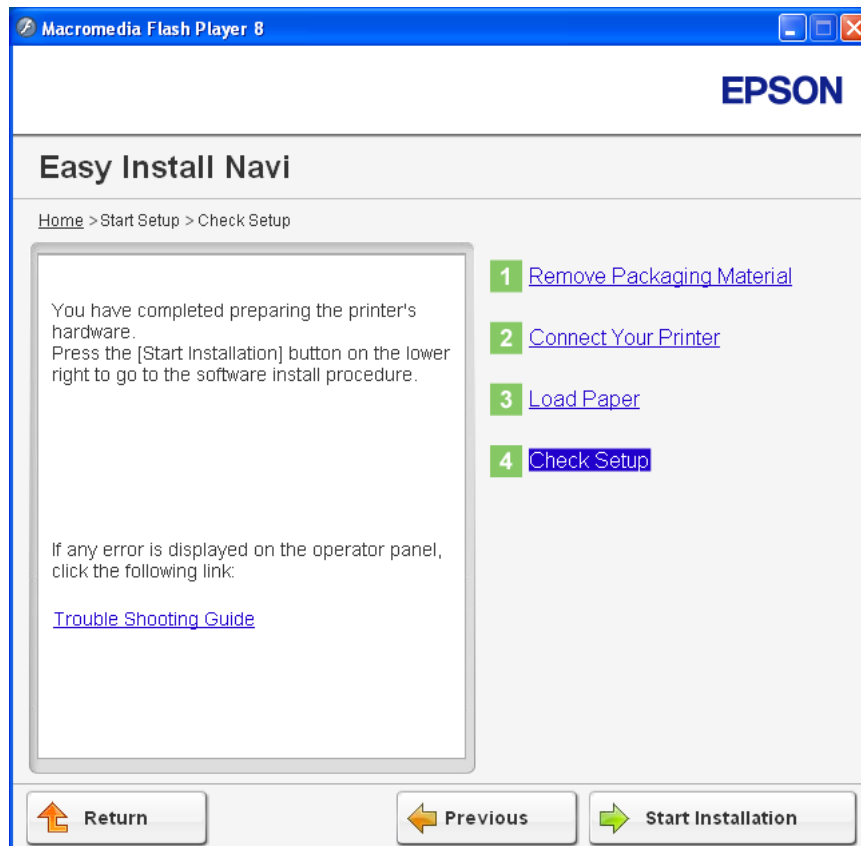 Macromedia Flash Player 8
EPSON
Easy Install Navi
Home > Start Setup > Check Setup
You have completed preparing the printer's
hardware.
Press the [Start Installation] button on the lower
right to go to the software install procedure.
If any error is displayed on the operator panel,
click the following link:
Trouble Shooting Guide
1 Remove Packaging Material
2 Connect Your Printer
3 Load Paper
4 Check Setup
Return
Previous
Start Installation